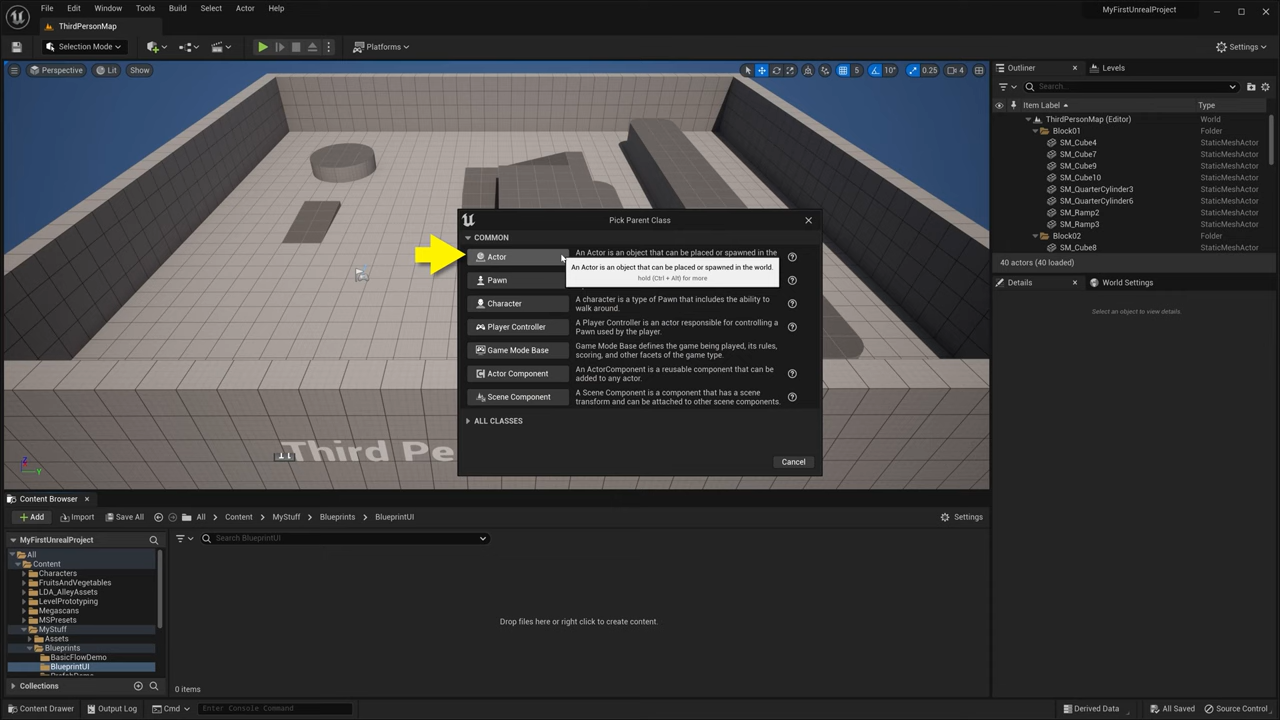 File Edit Window Tools Build Select Actor Help
MyFirstUnrealProject
ThirdPersonMap
Selection Mode
Platforms
Settings
Perspective Lit Show
5 10° 0.25 4
Outliner
Levels
Search...
Item Label Type
ThirdPersonMap (Editor) World
Block01 Folder
SM_Cube4 StaticMeshActor
SM_Cube7 StaticMeshActor
SM_Cube9 StaticMeshActor
SM_Cube10 StaticMeshActor
SM_QuarterCylinder3 StaticMeshActor
SM_QuarterCylinder6 StaticMeshActor
SM_Ramp2 StaticMeshActor
SM_Ramp3 StaticMeshActor
Block02 Folder
SM_Cube8 StaticMeshActor
40 actors (40 loaded)
Details
World Settings
Select an object to view details.
Pick Parent Class
COMMON
Actor
An Actor is an object that can be placed or spawned in the
An Actor is an object that can be placed or spawned in the world.
hold (Ctrl + Alt) for more
Pawn
Character
A character is a type of Pawn that includes the ability to
walk around.
Player Controller
A Player Controller is an actor responsible for controlling a
Pawn used by the player.
Game Mode Base
Game Mode Base defines the game being played, its rules,
scoring, and other facets of the game type.
Actor Component
An ActorComponent is a reusable component that can be
added to any actor.
Scene Component
A Scene Component is a component that has a scene
transform and can be attached to other scene components.
ALL CLASSES
Cancel
Third Pe
Z
Y
Content Browser
Add Import Save All All Content MyStuff Blueprints BlueprintUI
Settings
MyFirstUnrealProject
Search BlueprintUI
All
Content
Characters
FruitsAndVegetables
LDA_AlleyAssets
LevelPrototyping
Megascans
MSPresets
MyStuff
Assets
Blueprints
BasicFlowDemo
BlueprintUI
Drop files here or right click to create content.
Collections
0 items
Content Drawer Output Log Cmd Enter Console Command
Derived Data All Saved Source Control